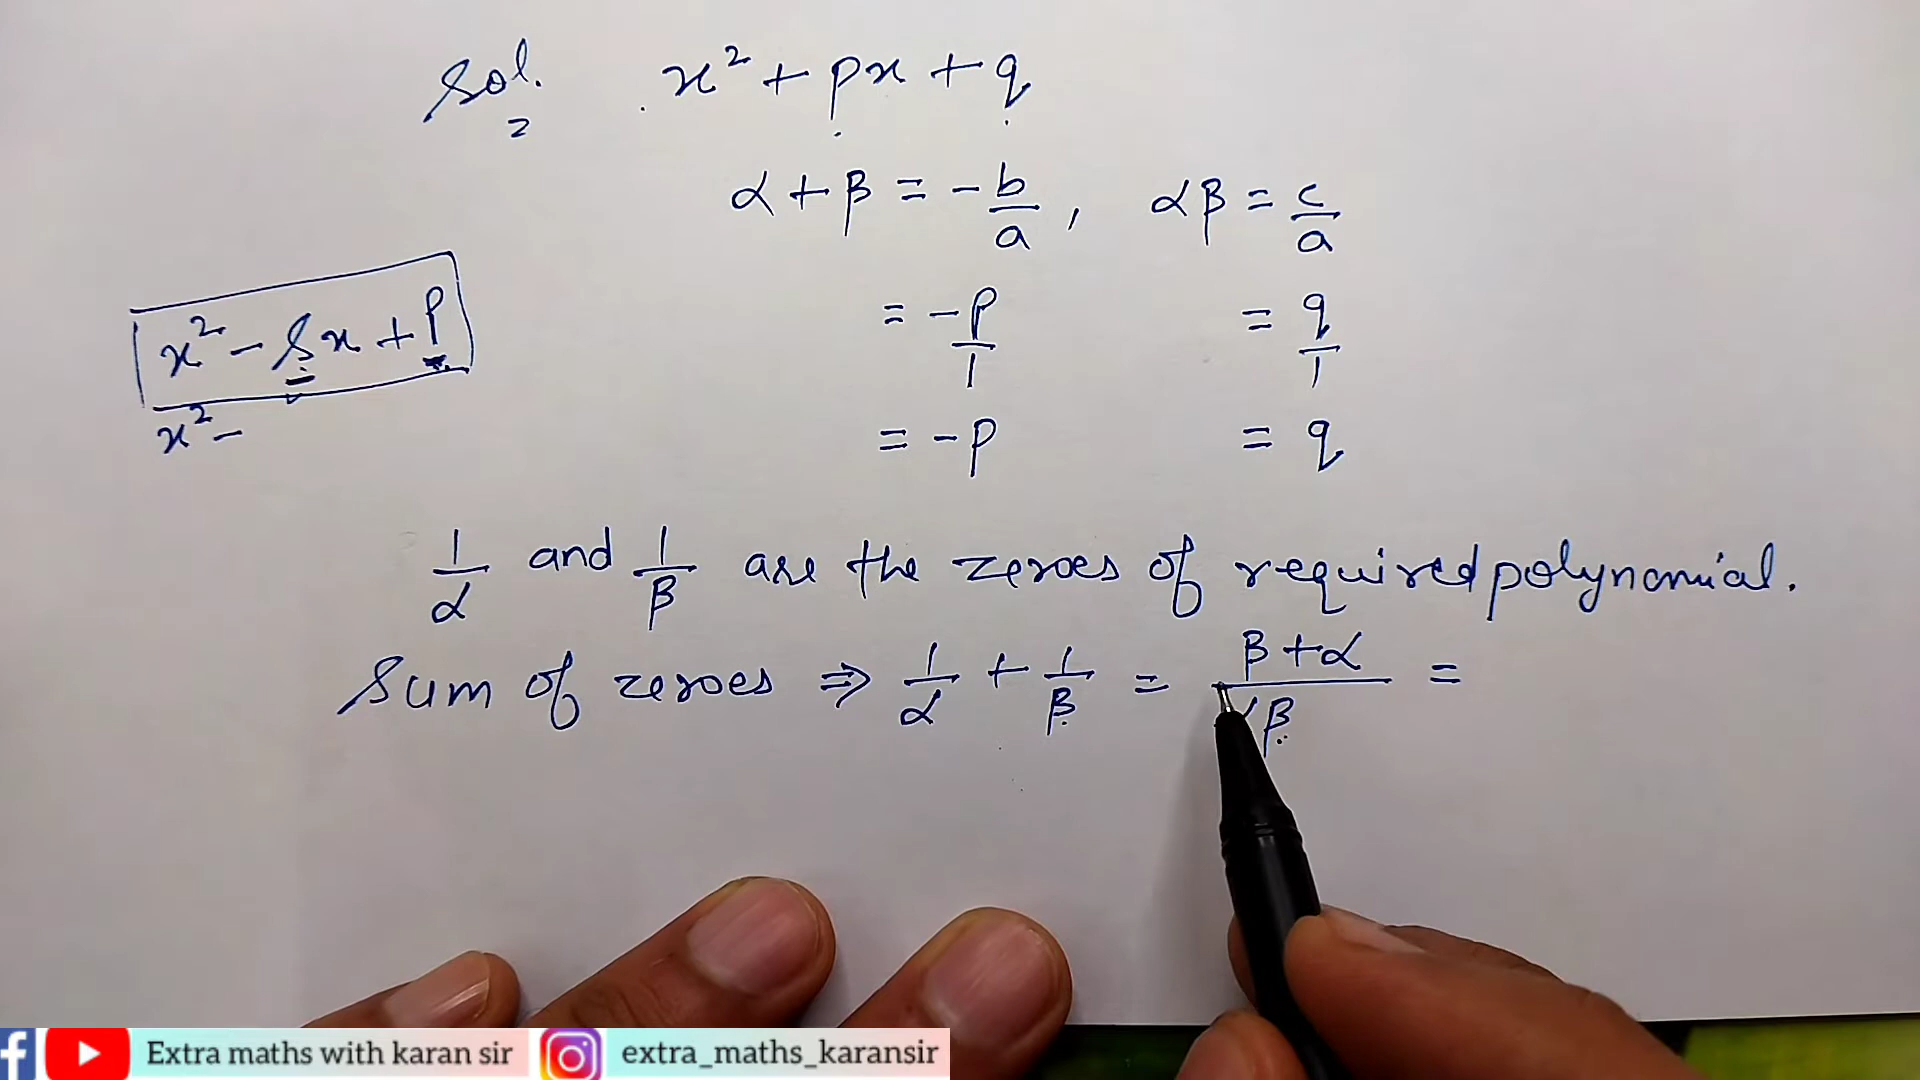 Sol. x² + px + q
α + β = -b/a, αβ = c/a
= -p/1 = q/1
x² - Sx + P
= -p = q
x² -
1/α and 1/β are the zeroes of required polynomial.
Sum of zeroes ⇒ 1/α + 1/β = β + α / αβ =
Extra maths with karan sir extra_maths_karansir